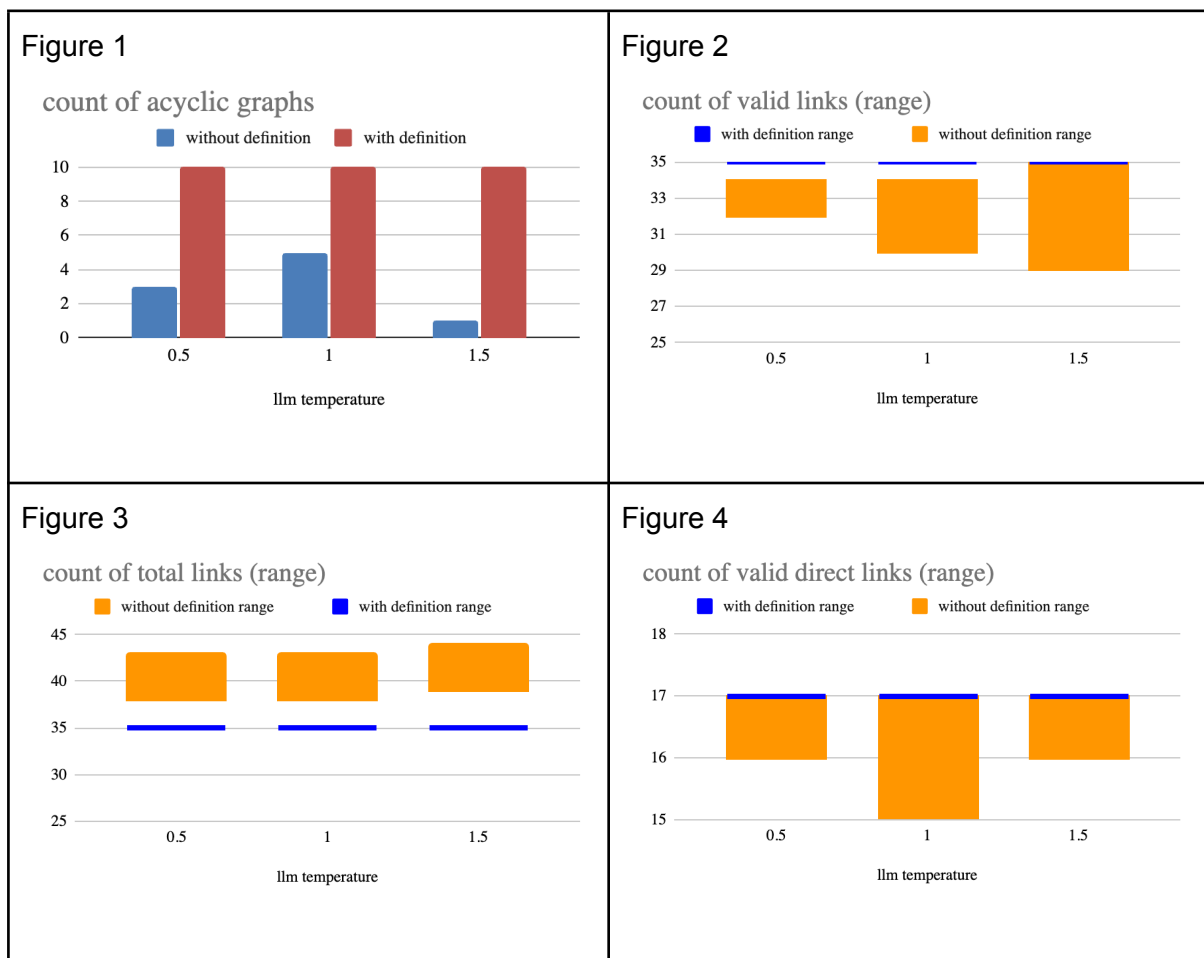 Figure 1
count of acyclic graphs
without definition with definition
10
8
6
4
2
0
0.5 1 1.5
llm temperature
Figure 2
count of valid links (range)
with definition range without definition range
35
33
31
29
27
25
0.5 1 1.5
llm temperature
Figure 3
count of total links (range)
without definition range with definition range
45
40
35
30
25
0.5 1 1.5
llm temperature
Figure 4
count of valid direct links (range)
with definition range without definition range
18
17
16
15
0.5 1 1.5
llm temperature